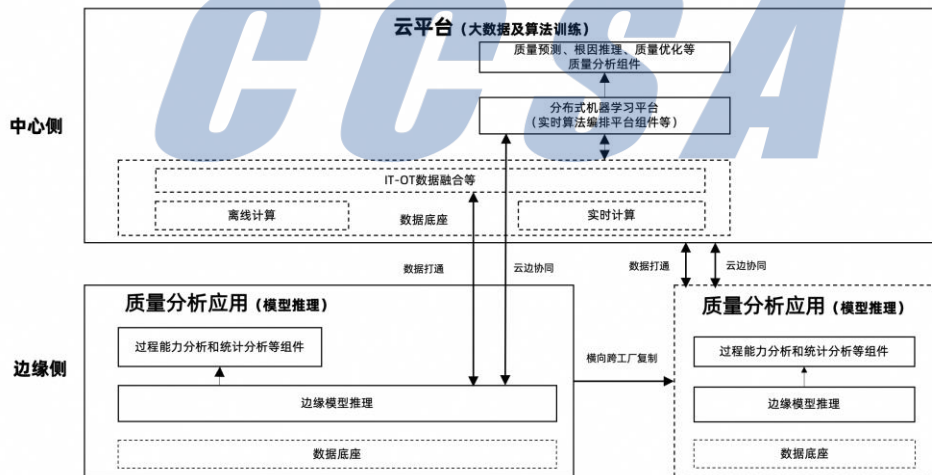 CCSA
云平台（大数据及算法训练）
质量预测、根因推理、质量优化等
质量分析组件
中心侧
分布式机器学习平台
（实时算法编排平台组件等）
IT-OT数据融合等
离线计算
数据底座
实时计算
数据打通
云边协同
数据打通
云边协同
质量分析应用（模型推理）
质量分析应用（模型推理）
过程能力分析和统计分析等组件
过程能力分析和统计分析等组件
边缘侧
横向跨工厂复制
边缘模型推理
边缘模型推理
数据底座
数据底座